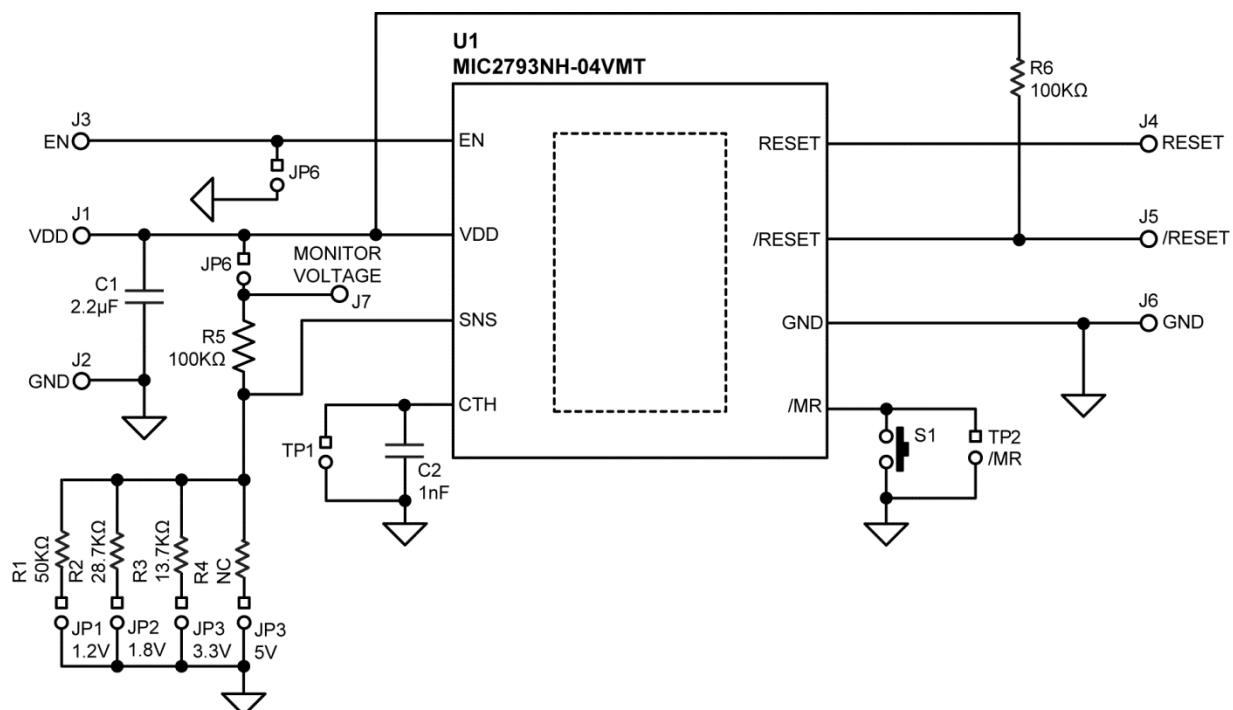 U1
MIC2793NH-04VMT
R6
100KΩ
J3
EN
EN
RESET
J4
RESET
JP6
J1
VDD
VDD
/RESET
J5
/RESET
JP6
MONITOR
VOLTAGE
J7
C1
2.2µF
R5
100KΩ
SNS
GND
J6
GND
J2
GND
CTH
/MR
TP1
C2
1nF
S1
TP2
/MR
R1
50KΩ
R2
28.7KΩ
R3
13.7KΩ
R4
NC
JP1
1.2V
JP2
1.8V
JP3
3.3V
JP3
5V